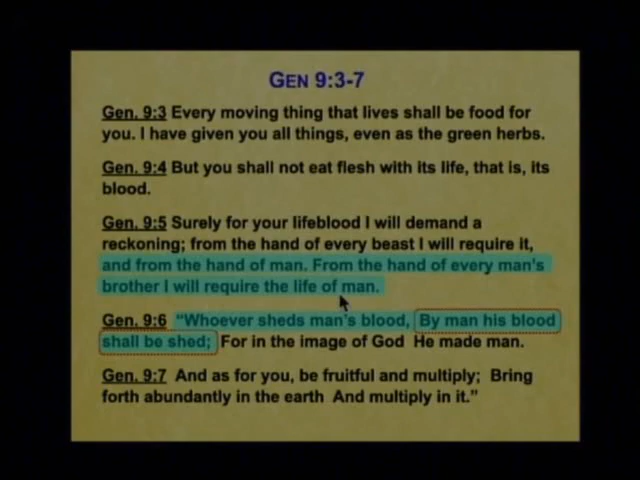 GEN 9:3-7
Gen. 9:3 Every moving thing that lives shall be food for
you. I have given you all things, even as the green herbs.
Gen. 9:4 But you shall not eat flesh with its life, that is, its
blood.
Gen. 9:5 Surely for your lifeblood I will demand a
reckoning; from the hand of every beast I will require it,
and from the hand of man. From the hand of every man's
brother I will require the life of man.
Gen. 9:6 “Whoever sheds man's blood, By man his blood
shall be shed; For in the image of God He made man.
Gen. 9:7 And as for you, be fruitful and multiply; Bring
forth abundantly in the earth And multiply in it.”